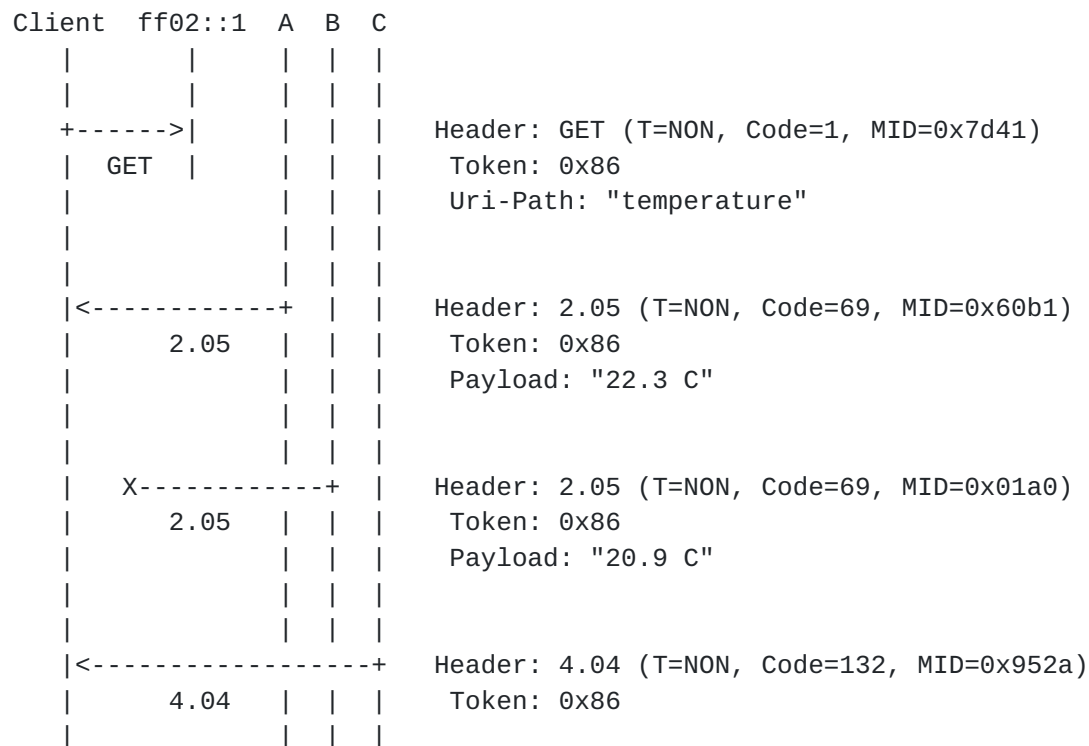 Client  ff02::1  A  B  C
Header: GET (T=NON, Code=1, MID=0x7d41)
GET Token: 0x86
Uri-Path: "temperature"
Header: 2.05 (T=NON, Code=69, MID=0x60b1)
2.05 Token: 0x86
Payload: "22.3 C"
X Header: 2.05 (T=NON, Code=69, MID=0x01a0)
2.05 Token: 0x86
Payload: "20.9 C"
Header: 4.04 (T=NON, Code=132, MID=0x952a)
4.04 Token: 0x86